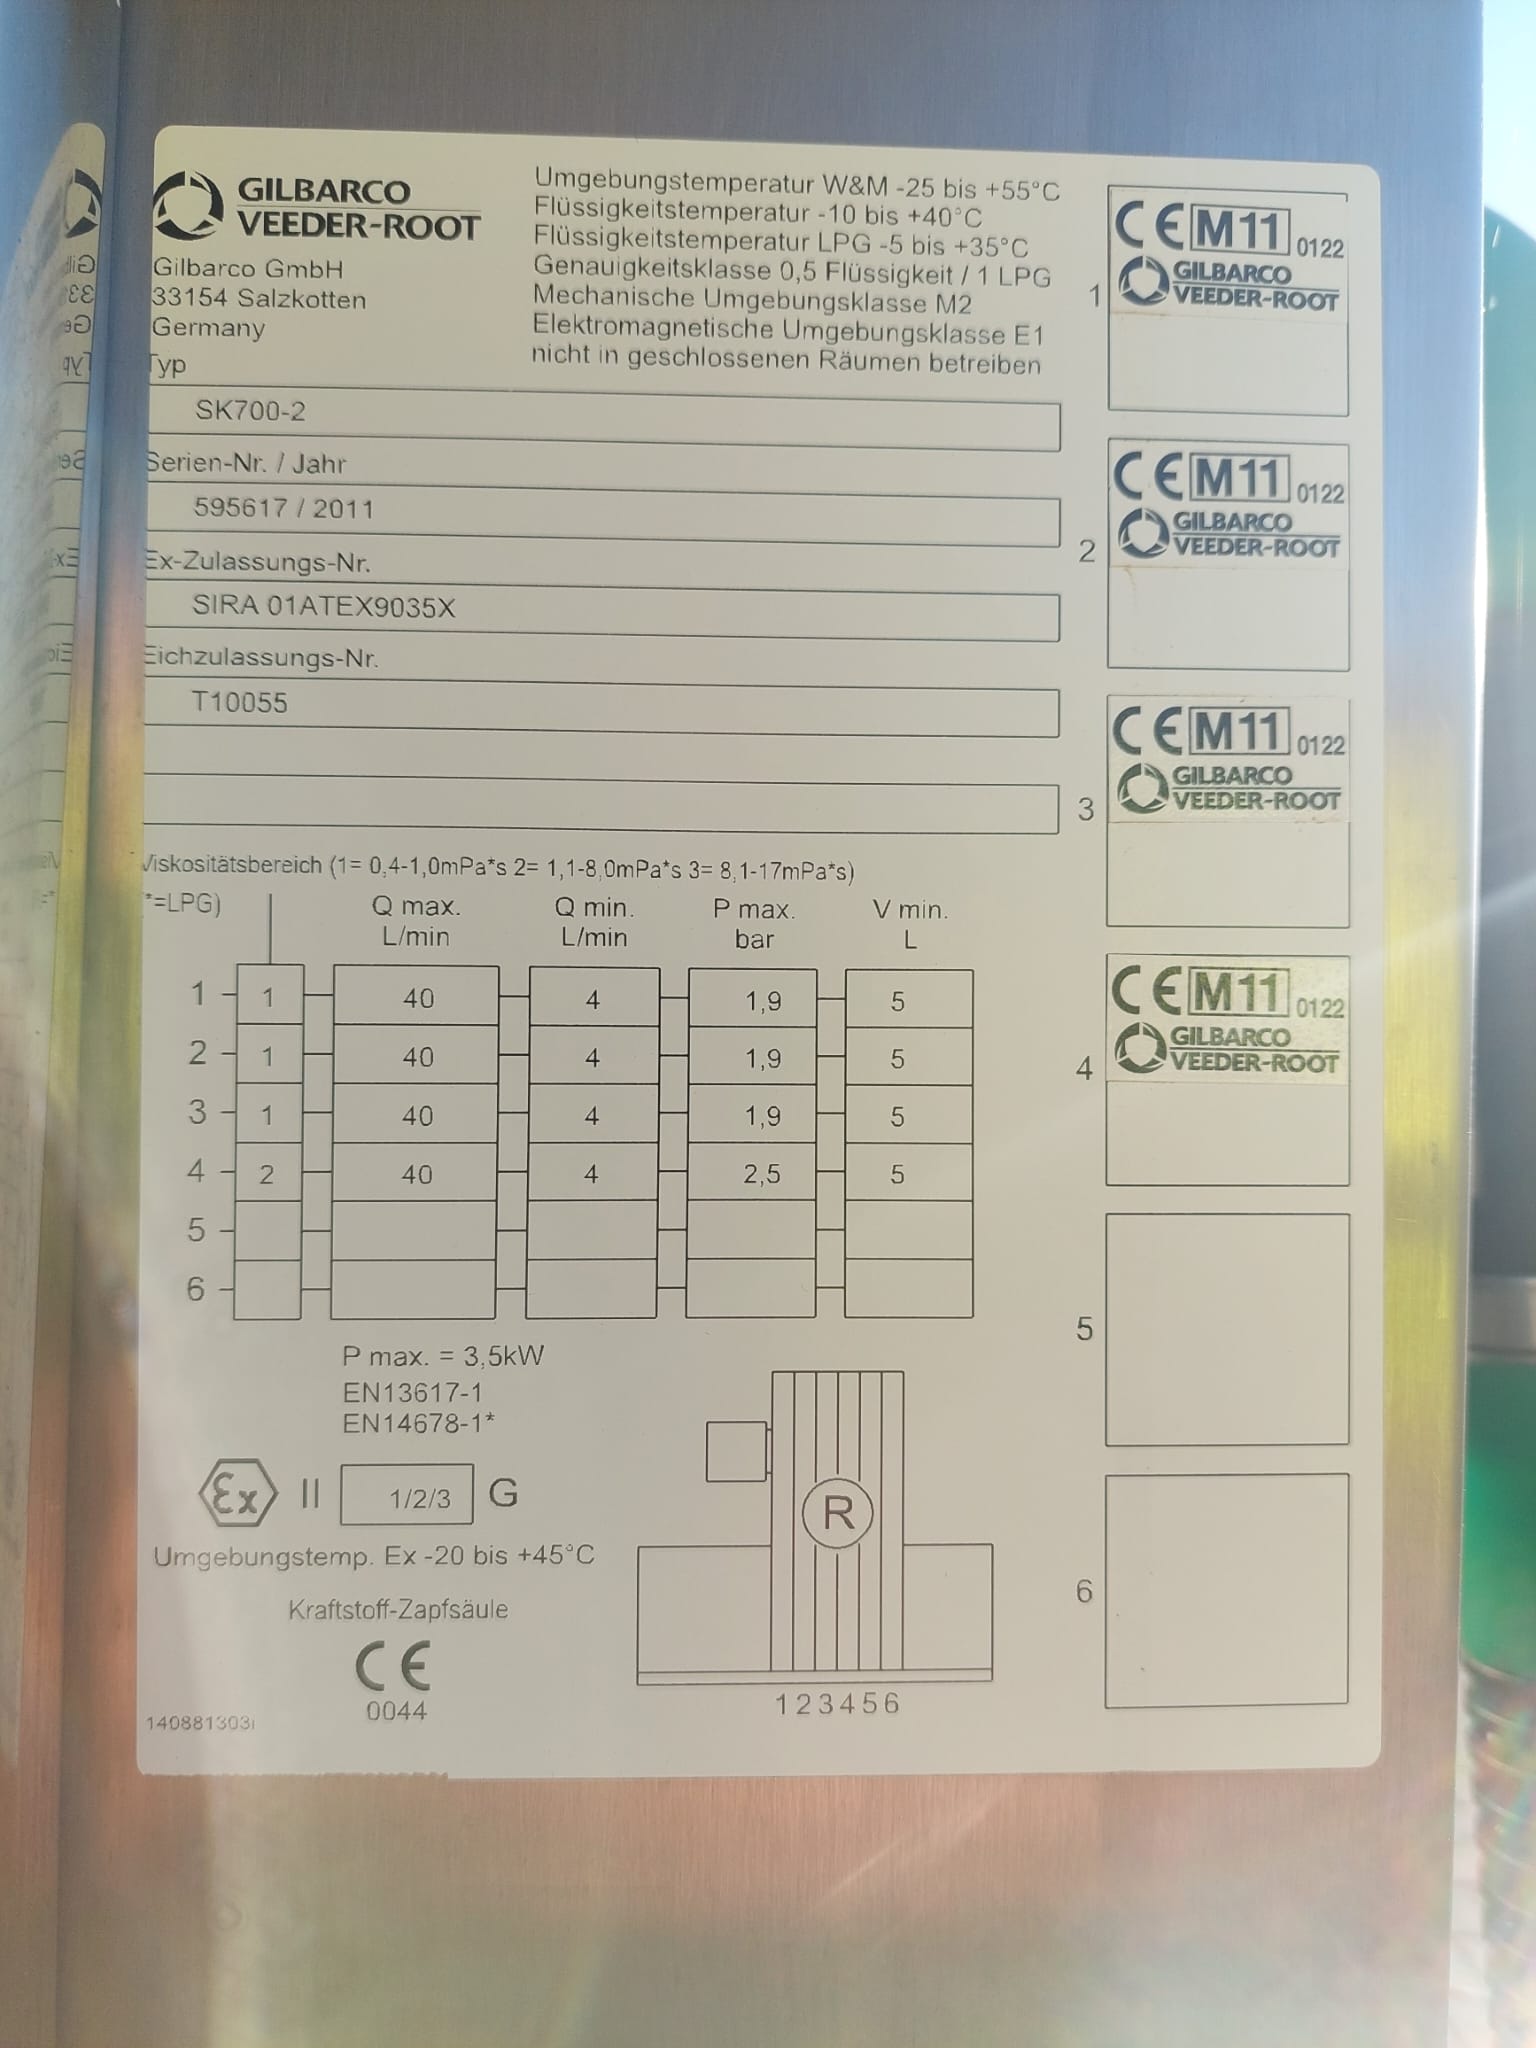 GILBARCO
VEEDER-ROOT
Gilbarco GmbH
33154 Salzkotten
Germany
Umgebungstemperatur W&M -25 bis +55°C
Flüssigkeitstemperatur -10 bis +40°C
Flüssigkeitstemperatur LPG -5 bis +35°C
Genauigkeitsklasse 0,5 Flüssigkeit / 1 LPG
Mechanische Umgebungsklasse M2
Elektromagnetische Umgebungsklasse E1
nicht in geschlossenen Räumen betreiben
Typ
SK700-2
Serien-Nr. / Jahr
595617 / 2011
Ex-Zulassungs-Nr.
SIRA 01ATEX9035X
Eichzulassungs-Nr.
T10055
Viskositätsbereich (1= 0,4-1,0mPa*s 2= 1,1-8,0mPa*s 3= 8,1-17mPa*s)
*=LPG)
Q max. Q min. P max. V min.
L/min L/min bar L
1 1 40 4 1,9 5
2 1 40 4 1,9 5
3 1 40 4 1,9 5
4 2 40 4 2,5 5
5
6
P max. = 3,5kW
EN13617-1
EN14678-1*
Ex II 1/2/3 G
Umgebungstemp. Ex -20 bis +45°C
Kraftstoff-Zapfsäule
CE
0044
140881303i
R
1 2 3 4 5 6
CE M11 0122
1 GILBARCO
VEEDER-ROOT
CE M11 0122
2 GILBARCO
VEEDER-ROOT
CE M11 0122
3 GILBARCO
VEEDER-ROOT
CE M11 0122
4 GILBARCO
VEEDER-ROOT
5
6